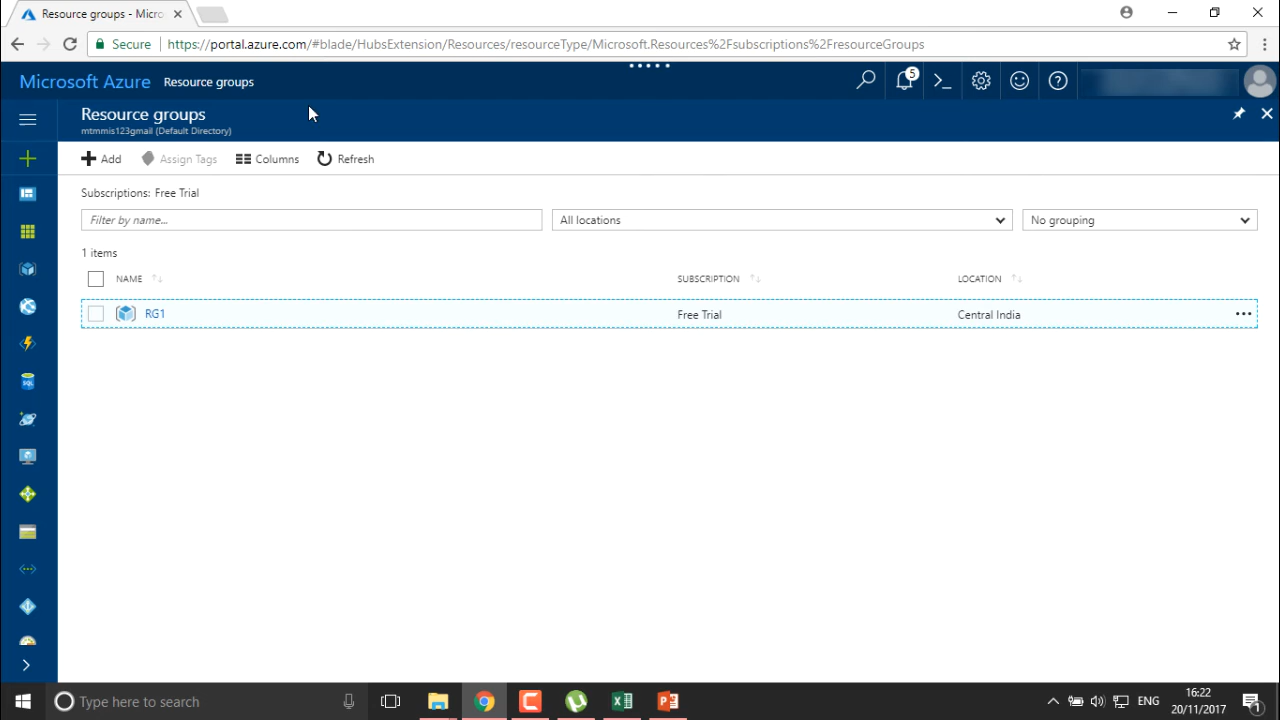 Resource groups - Micro
Secure
https://portal.azure.com/#blade/HubsExtension/Resources/resourceType/Microsoft.Resources%2Fsubscriptions%2FresourceGroups
Microsoft Azure Resource groups
5
Resource groups
mtmmis123gmail (Default Directory)
Add Assign Tags Columns Refresh
Subscriptions: Free Trial
Filter by name... All locations No grouping
1 items
NAME SUBSCRIPTION LOCATION
RG1 Free Trial Central India
SQL
Type here to search
ENG
16:22
20/11/2017
1